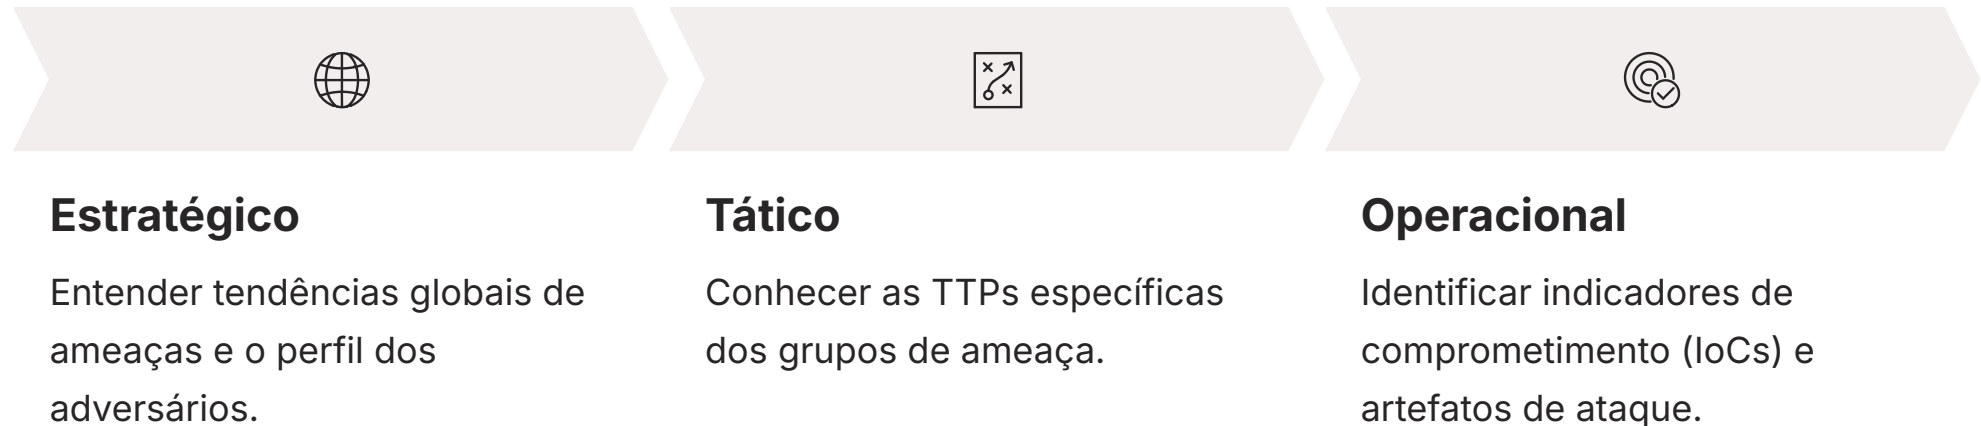 Estratégico
Entender tendências globais de
ameaças e o perfil dos
adversários.
Tático
Conhecer as TTPs específicas
dos grupos de ameaça.
Operacional
Identificar indicadores de
comprometimento (IoCs) e
artefatos de ataque.